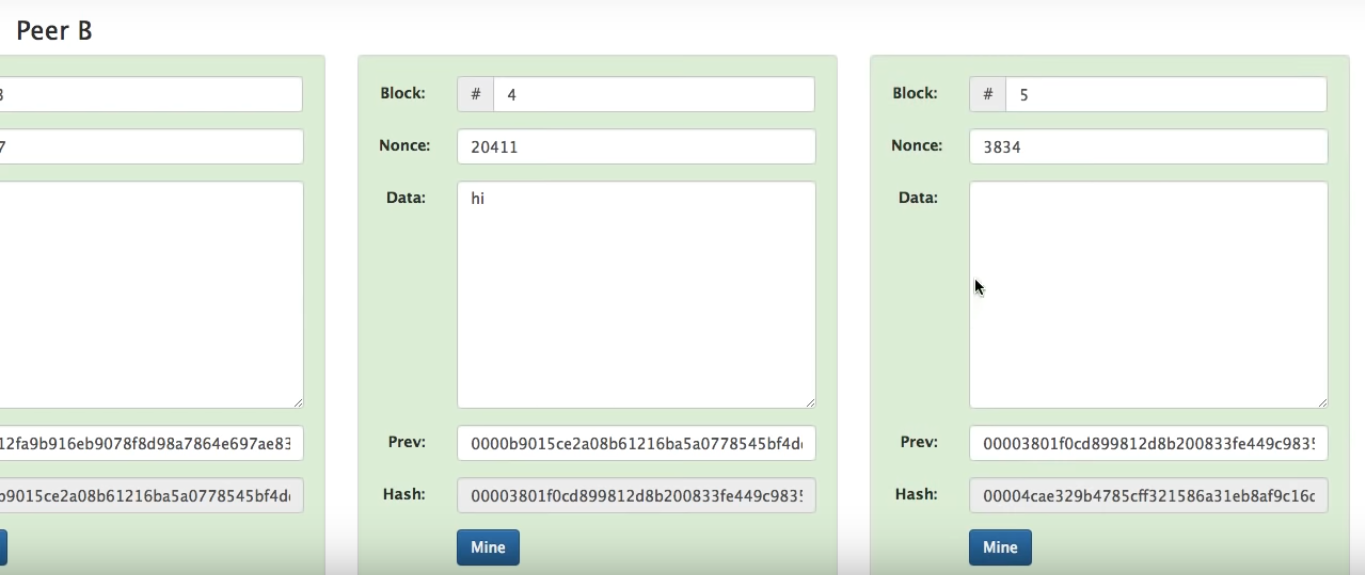 Peer B
3
7
12fa9b916eb9078f8d98a7864e697ae83
b9015ce2a08b61216ba5a0778545bf4d
Block: # 4
Nonce: 20411
Data: hi
Prev: 0000b9015ce2a08b61216ba5a0778545bf4d
Hash: 00003801f0cd899812d8b200833fe449c983
Mine
Block: # 5
Nonce: 3834
Data:
Prev: 00003801f0cd899812d8b200833fe449c983
Hash: 00004cae329b4785cff321586a31eb8af9c16
Mine